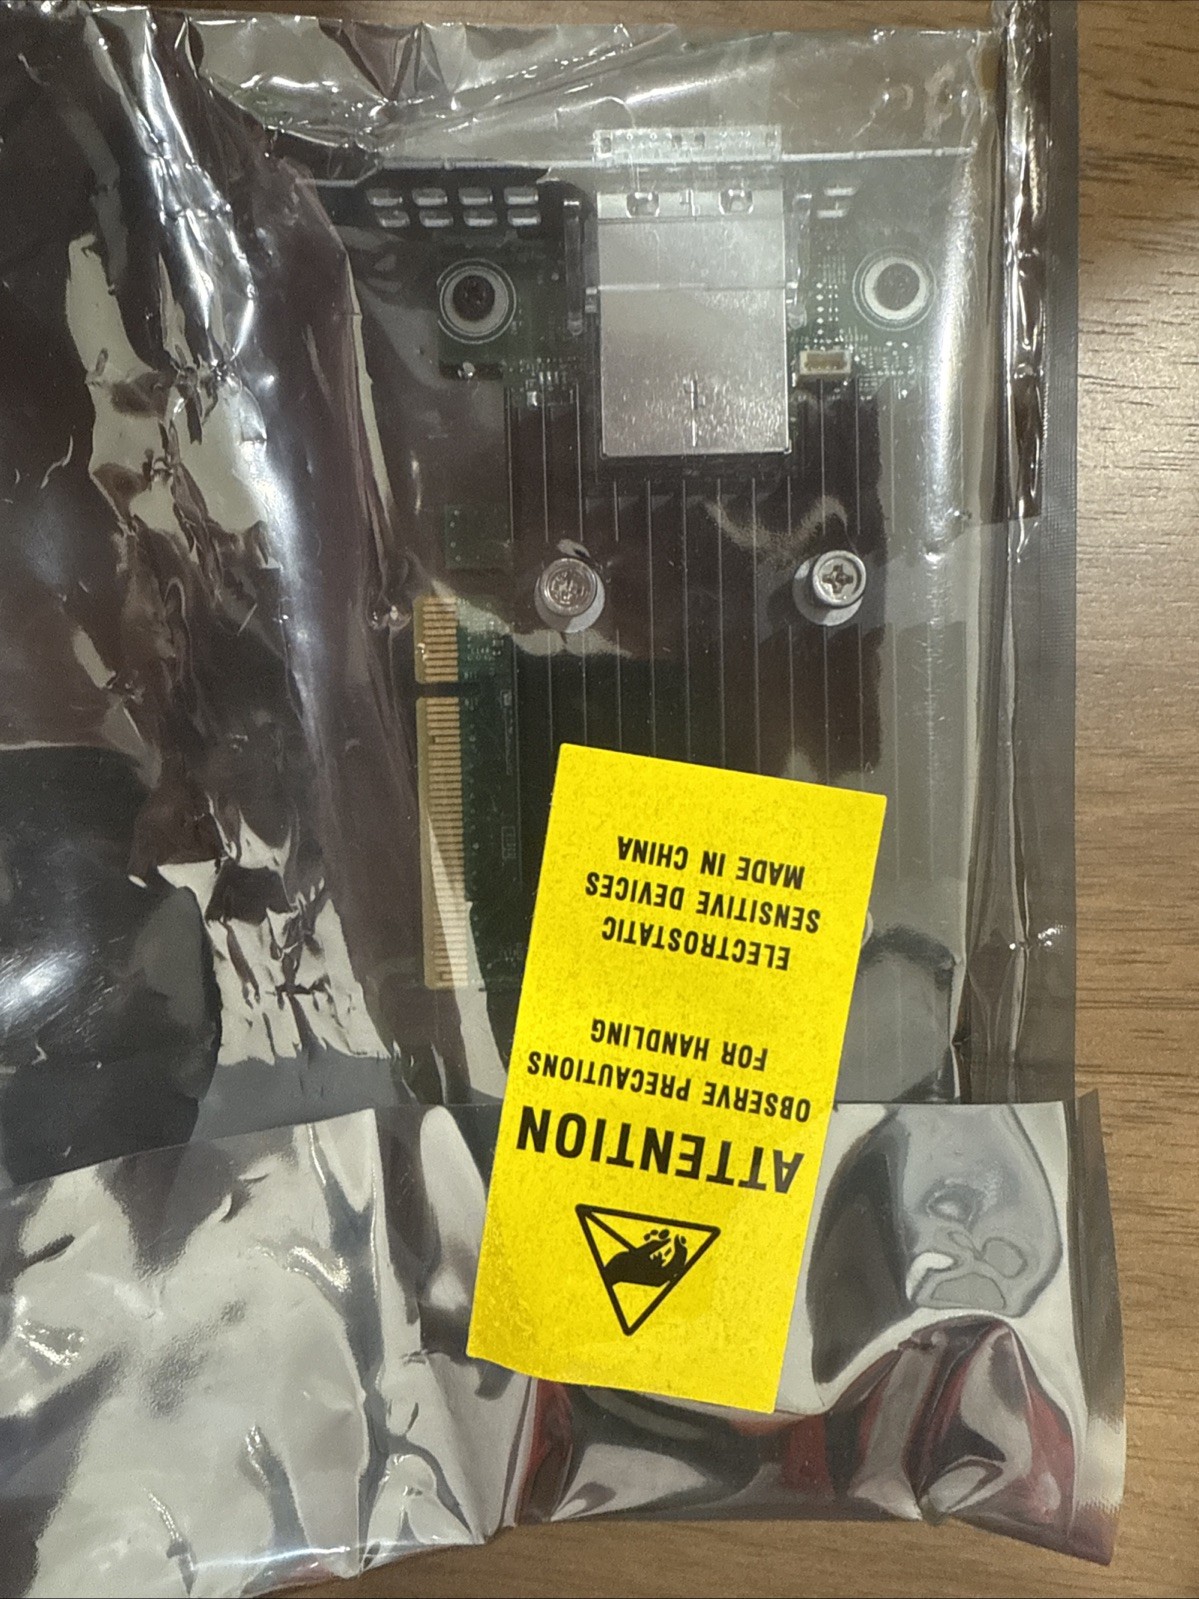 ATTENTION
OBSERVE PRECAUTIONS
FOR HANDLING
ELECTROSTATIC
SENSITIVE DEVICES
MADE IN CHINA